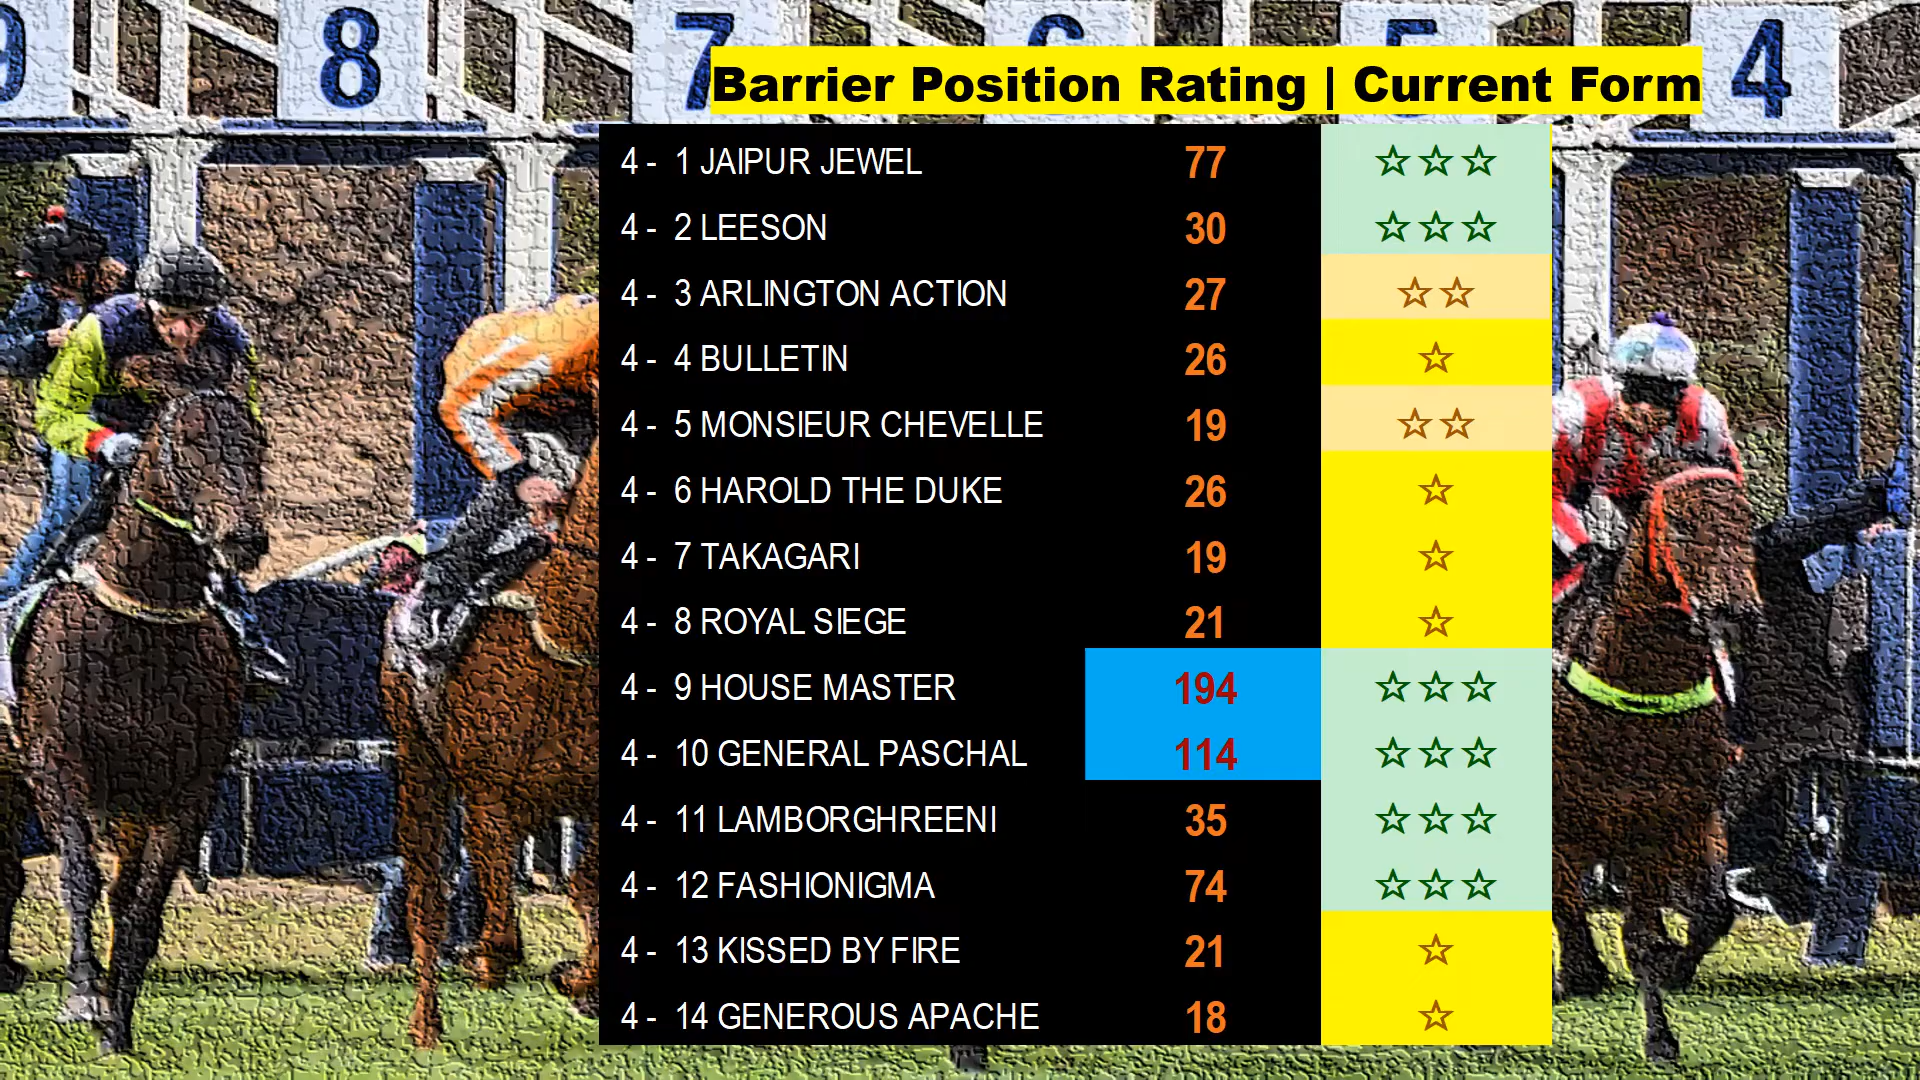 9 8 7 6 5 4
Barrier Position Rating | Current Form
4 - 1 JAIPUR JEWEL 77 ☆☆☆
4 - 2 LEESON 30 ☆☆☆
4 - 3 ARLINGTON ACTION 27 ☆☆
4 - 4 BULLETIN 26 ☆
4 - 5 MONSIEUR CHEVELLE 19 ☆☆
4 - 6 HAROLD THE DUKE 26 ☆
4 - 7 TAKAGARI 19 ☆
4 - 8 ROYAL SIEGE 21 ☆
4 - 9 HOUSE MASTER 194 ☆☆☆
4 - 10 GENERAL PASCHAL 114 ☆☆☆
4 - 11 LAMBORGHREENI 35 ☆☆☆
4 - 12 FASHIONIGMA 74 ☆☆☆
4 - 13 KISSED BY FIRE 21 ☆
4 - 14 GENEROUS APACHE 18 ☆